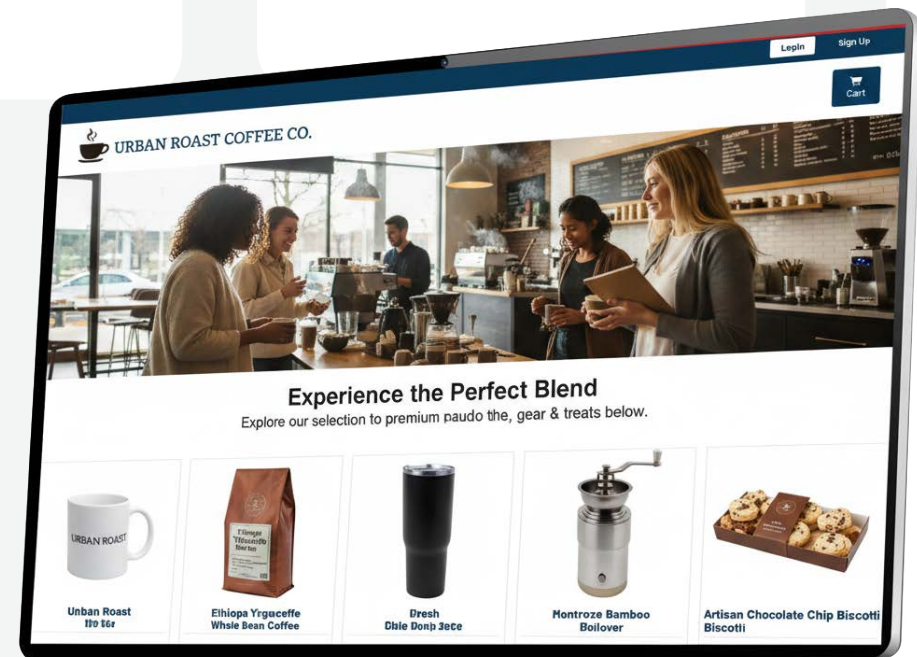 LepIn
Sign Up
Cart
URBAN ROAST COFFEE CO.
Experience the Perfect Blend
Explore our selection to premium paudo the, gear & treats below.
URBAN ROAST
Unban Roast
Elhiopa Yrguceffe
Whsle Bean Coffee
Dresh
Montroze Bamboo
Boilover
Artisan Chocolate Chip Biscotti
Biscotii